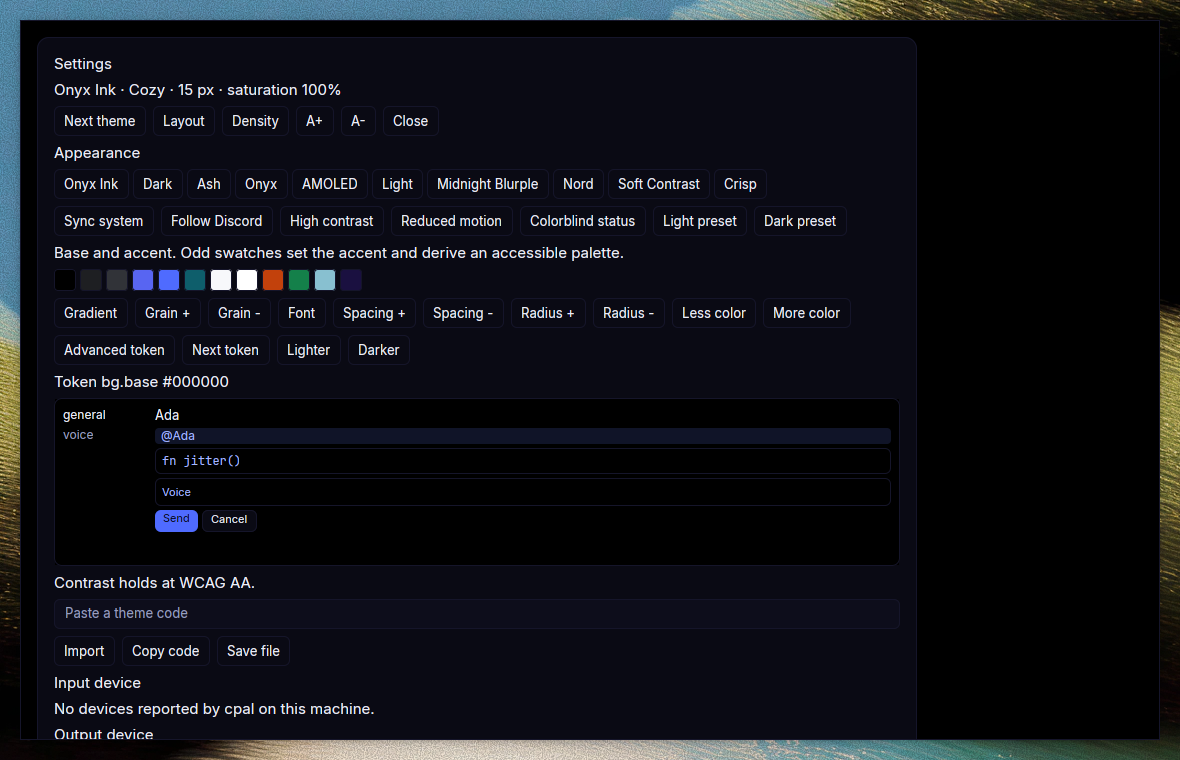 Settings
Onyx Ink · Cozy · 15 px · saturation 100%
Next theme Layout Density A+ A- Close
Appearance
Onyx Ink Dark Ash Onyx AMOLED Light Midnight Blurple Nord Soft Contrast Crisp
Sync system Follow Discord High contrast Reduced motion Colorblind status Light preset Dark preset
Base and accent. Odd swatches set the accent and derive an accessible palette.
Gradient Grain + Grain - Font Spacing + Spacing - Radius + Radius - Less color More color
Advanced token Next token Lighter Darker
Token bg.base #000000
general Ada
voice @Ada
fn jitter()
Voice
Send Cancel
Contrast holds at WCAG AA.
Paste a theme code
Import Copy code Save file
Input device
No devices reported by cpal on this machine.
Output device